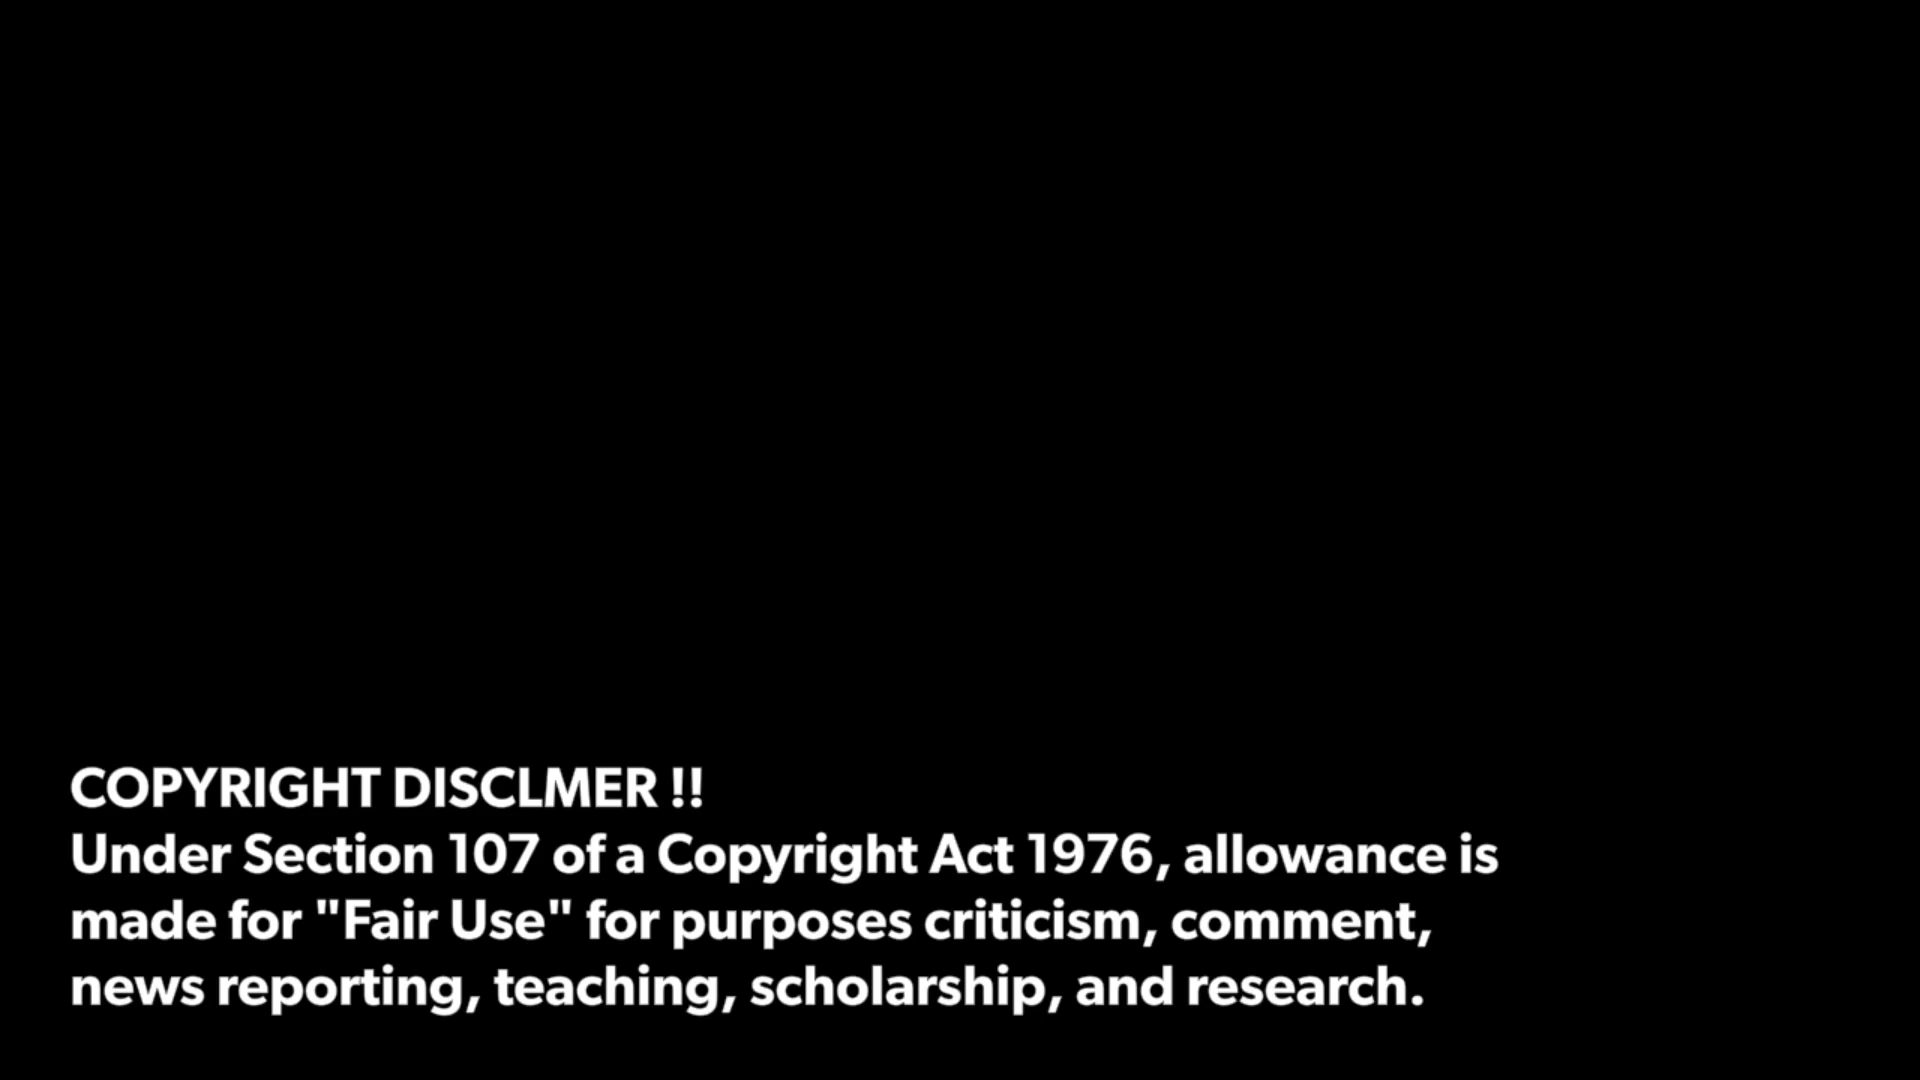 COPYRIGHT DISCLMER !!
Under Section 107 of a Copyright Act 1976, allowance is
made for "Fair Use" for purposes criticism, comment,
news reporting, teaching, scholarship, and research.